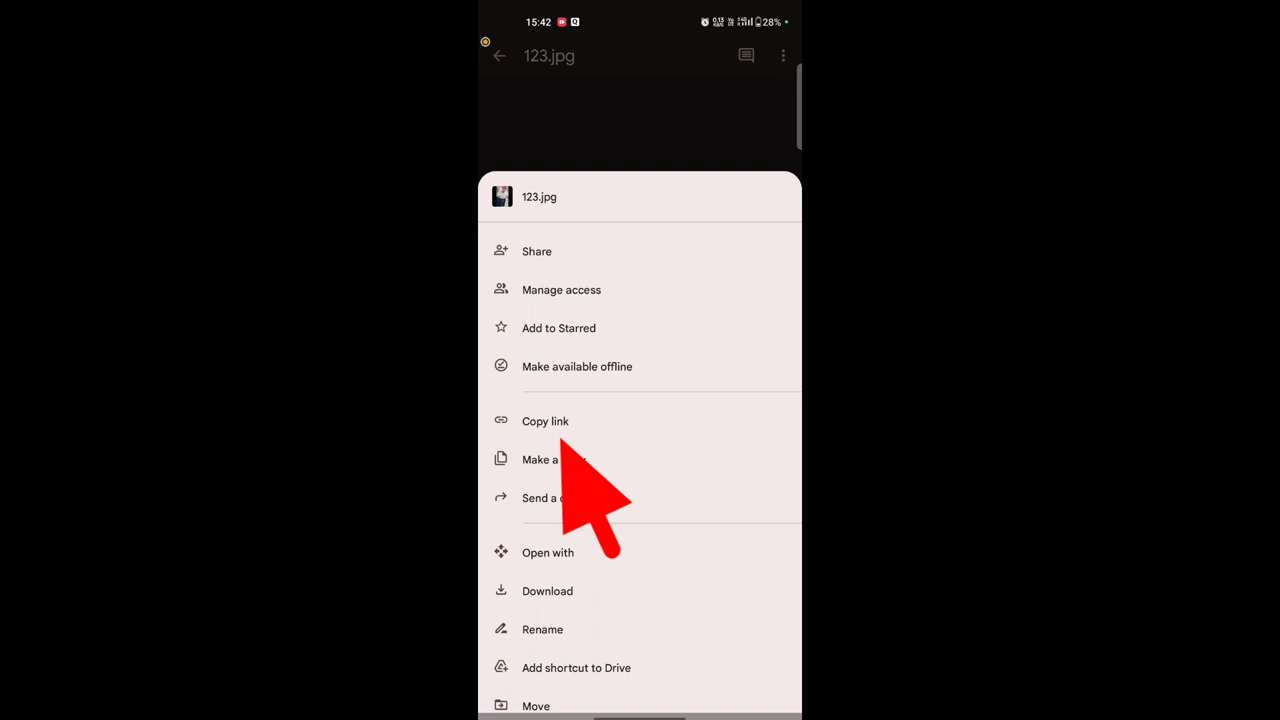 15:42 28%
123.jpg
123.jpg
Share
Manage access
Add to Starred
Make available offline
Copy link
Make a
Send a
Open with
Download
Rename
Add shortcut to Drive
Move